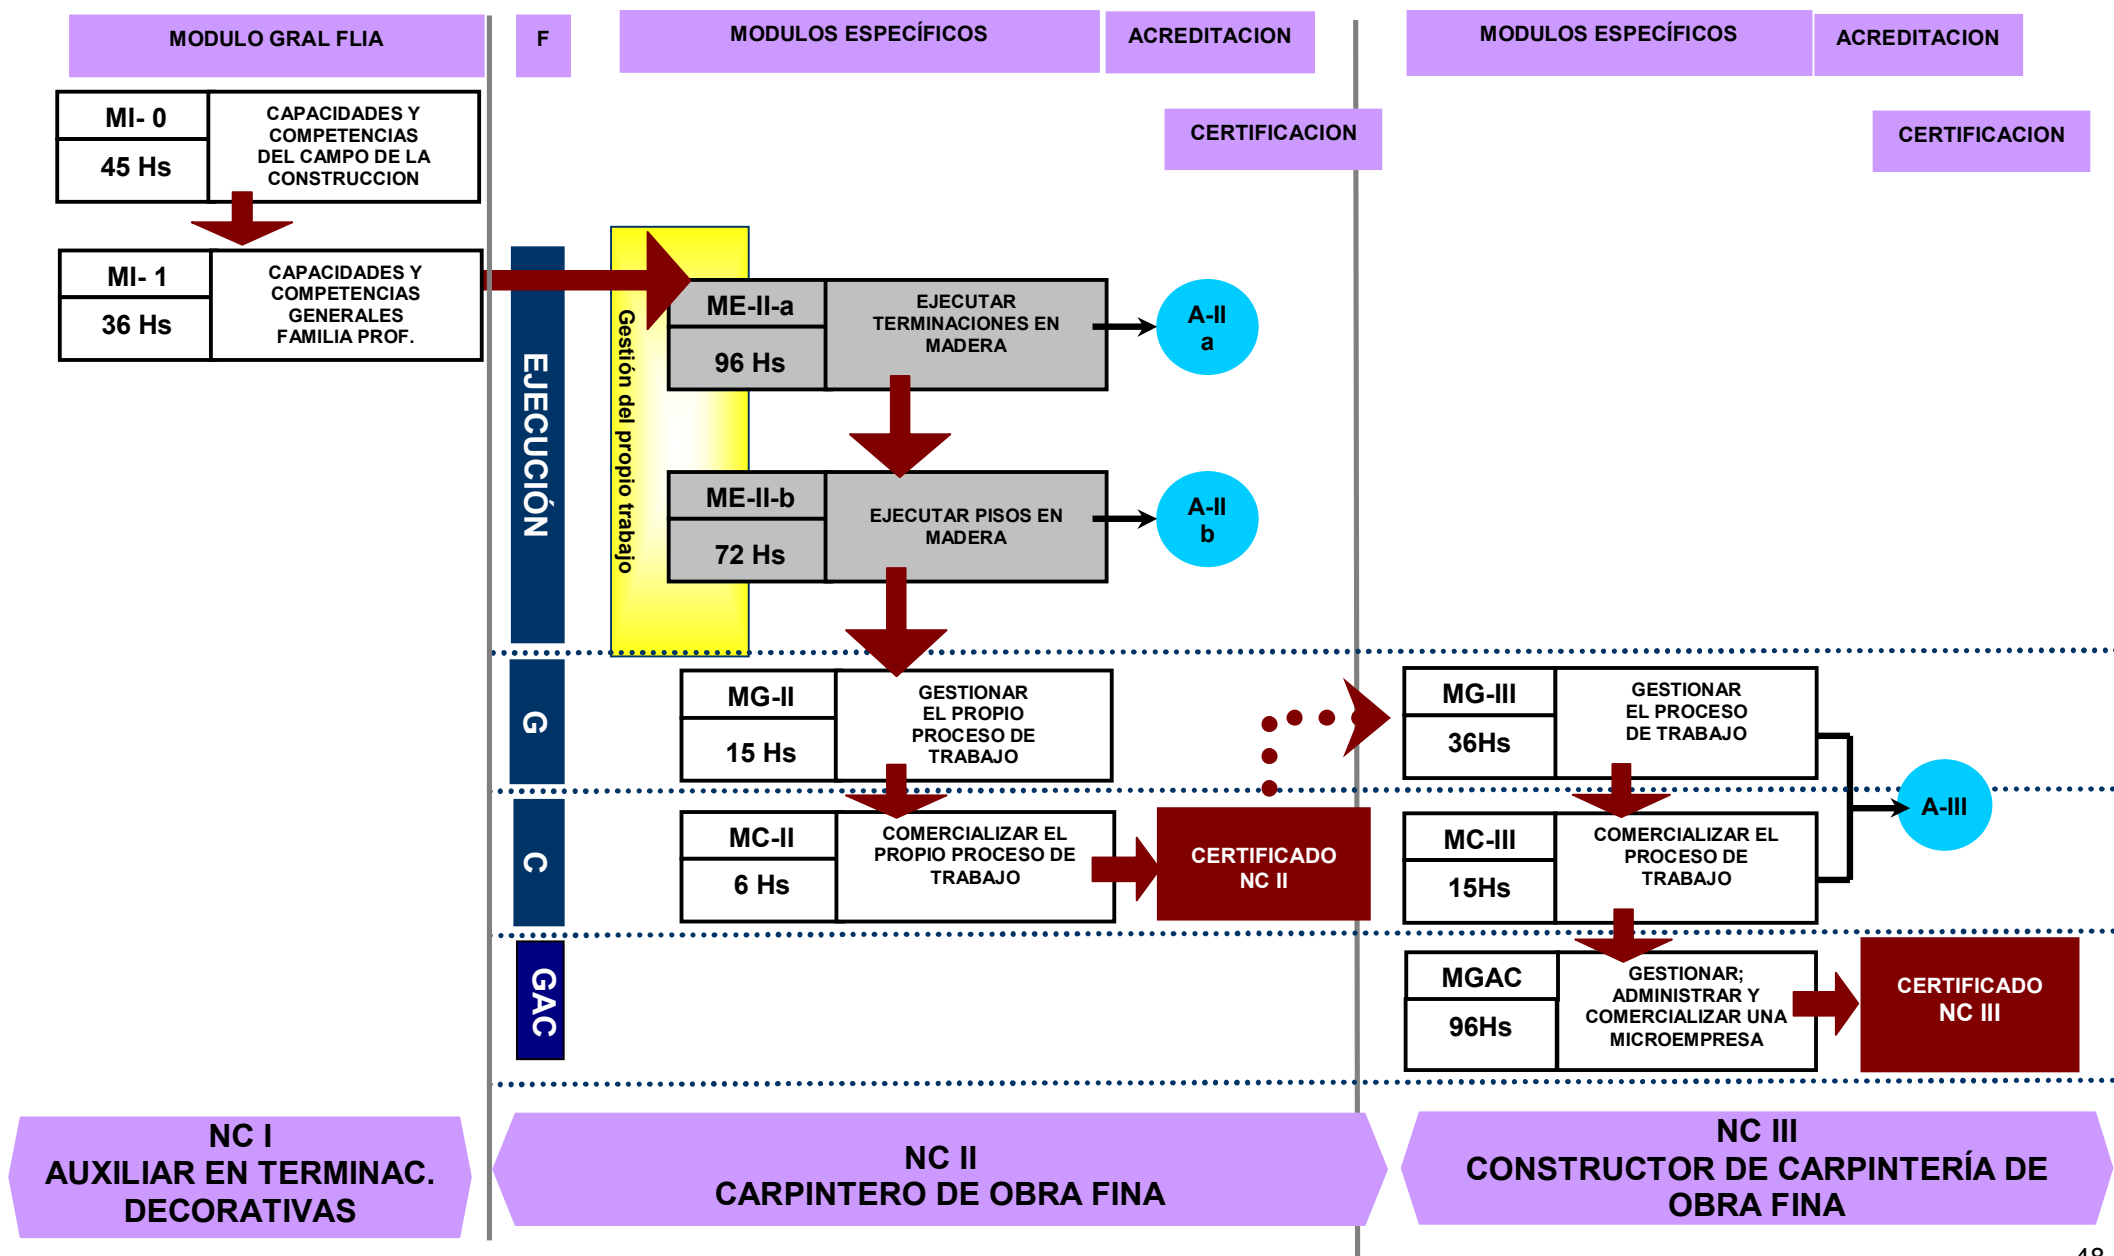 MODULO GRAL FLIA
F
MODULOS ESPECÍFICOS
ACREDITACION
MODULOS ESPECÍFICOS
ACREDITACION
CERTIFICACION
CERTIFICACION
MI- 0
45 Hs
CAPACIDADES Y
COMPETENCIAS
DEL CAMPO DE LA
CONSTRUCCION
MI- 1
36 Hs
CAPACIDADES Y
COMPETENCIAS
GENERALES
FAMILIA PROF.
EJECUCIÓN
Gestión del propio trabajo
ME-II-a
96 Hs
EJECUTAR
TERMINACIONES EN
MADERA
A-II
a
ME-II-b
72 Hs
EJECUTAR PISOS EN
MADERA
A-II
b
G
MG-II
15 Hs
GESTIONAR
EL PROPIO
PROCESO DE
TRABAJO
MG-III
36Hs
GESTIONAR
EL PROCESO
DE TRABAJO
A-III
C
MC-II
6 Hs
COMERCIALIZAR EL
PROPIO PROCESO DE
TRABAJO
CERTIFICADO
NC II
MC-III
15Hs
COMERCIALIZAR EL
PROCESO DE
TRABAJO
GAC
MGAC
96Hs
GESTIONAR;
ADMINISTRAR Y
COMERCIALIZAR UNA
MICROEMPRESA
CERTIFICADO
NC III
NC I
AUXILIAR EN TERMINAC.
DECORATIVAS
NC II
CARPINTERO DE OBRA FINA
NC III
CONSTRUCTOR DE CARPINTERÍA DE
OBRA FINA